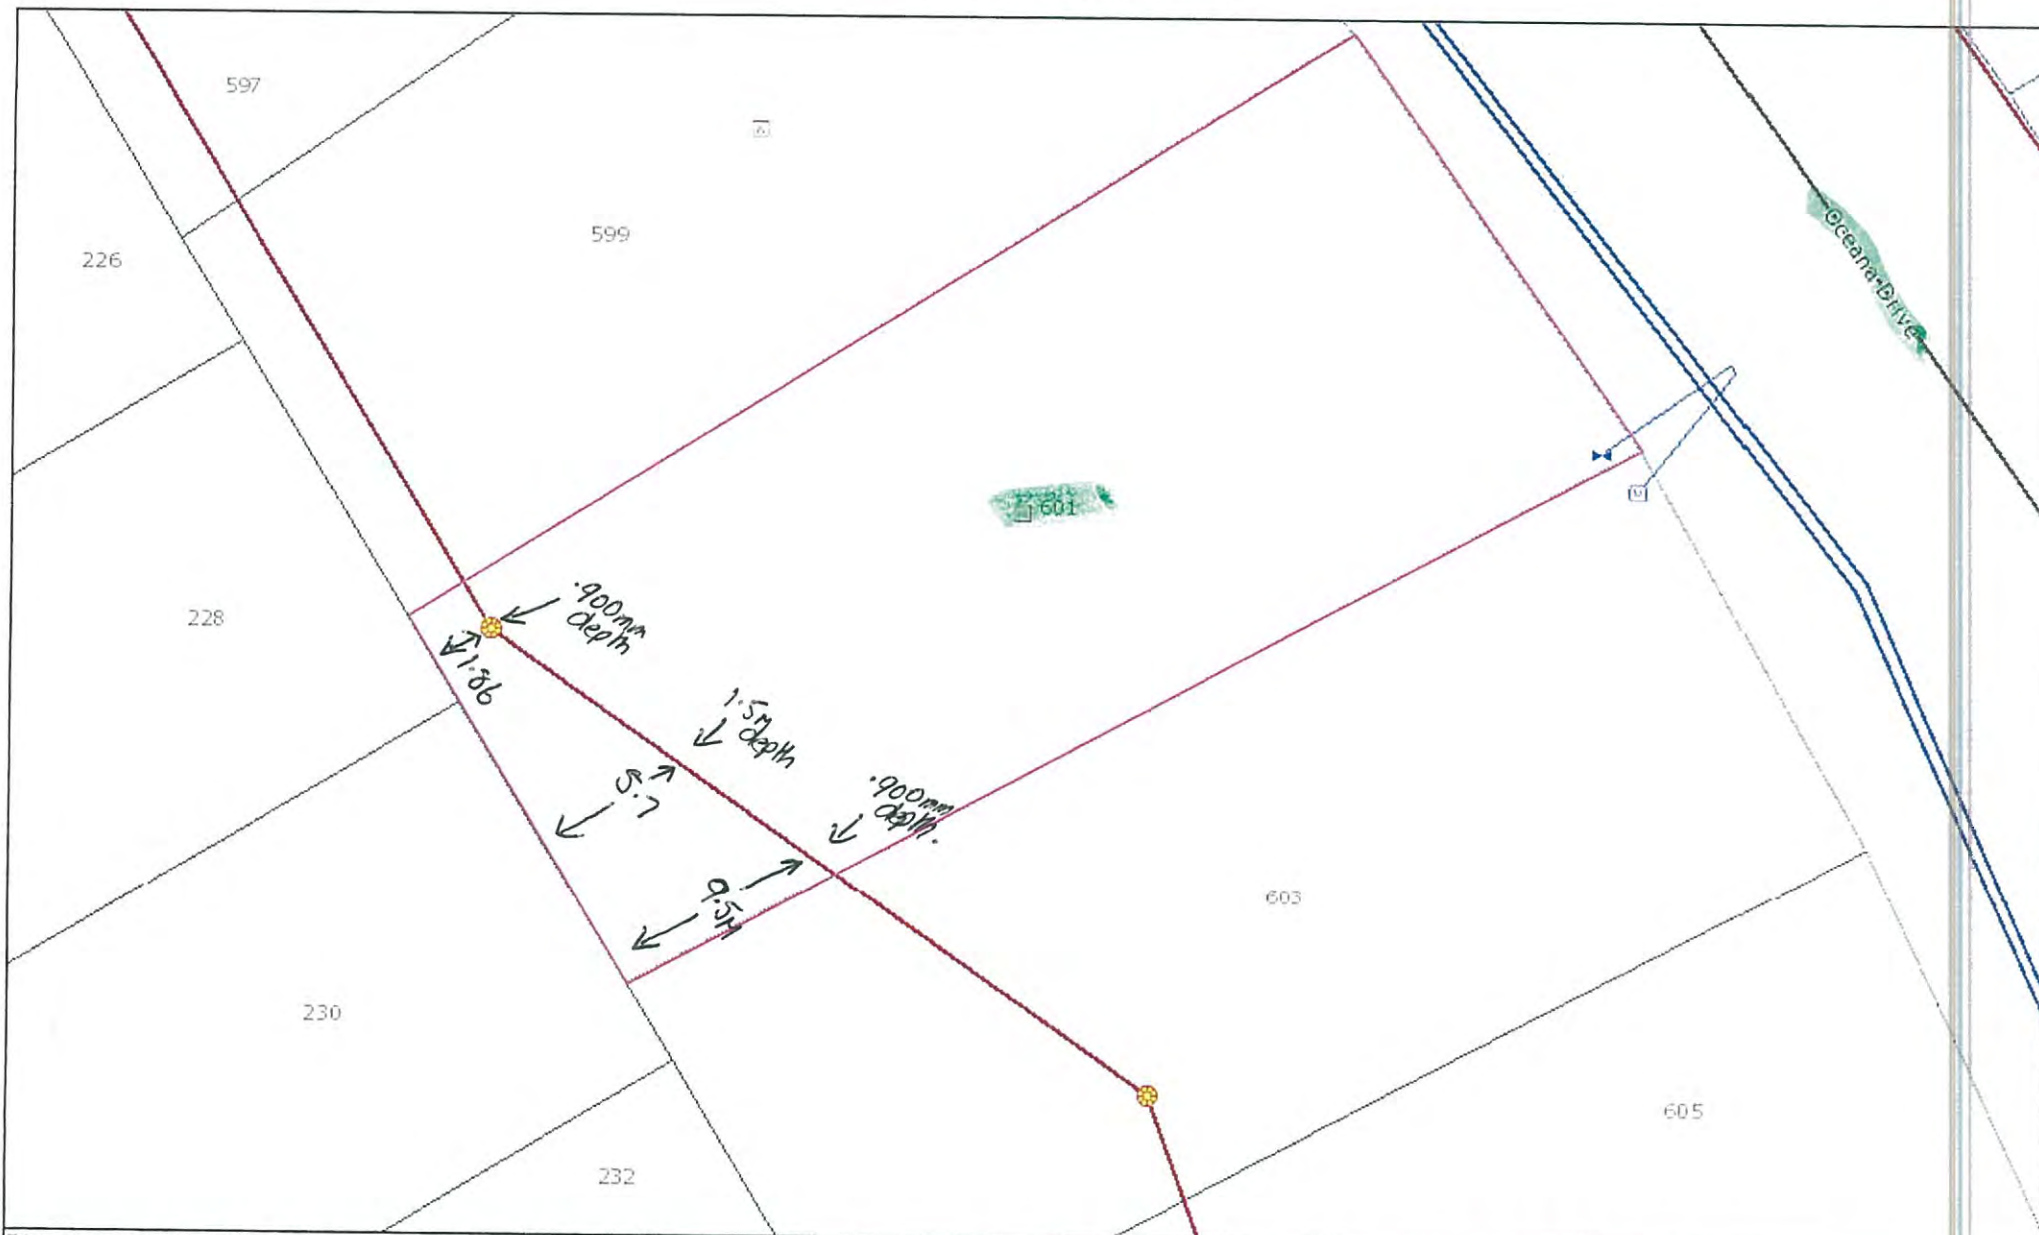 597
599
226
Oceana Drive
601
228
.900mm
depth
1.86
1.5M
depth
5.7
.900mm
depth.
9.5M
603
230
605
232